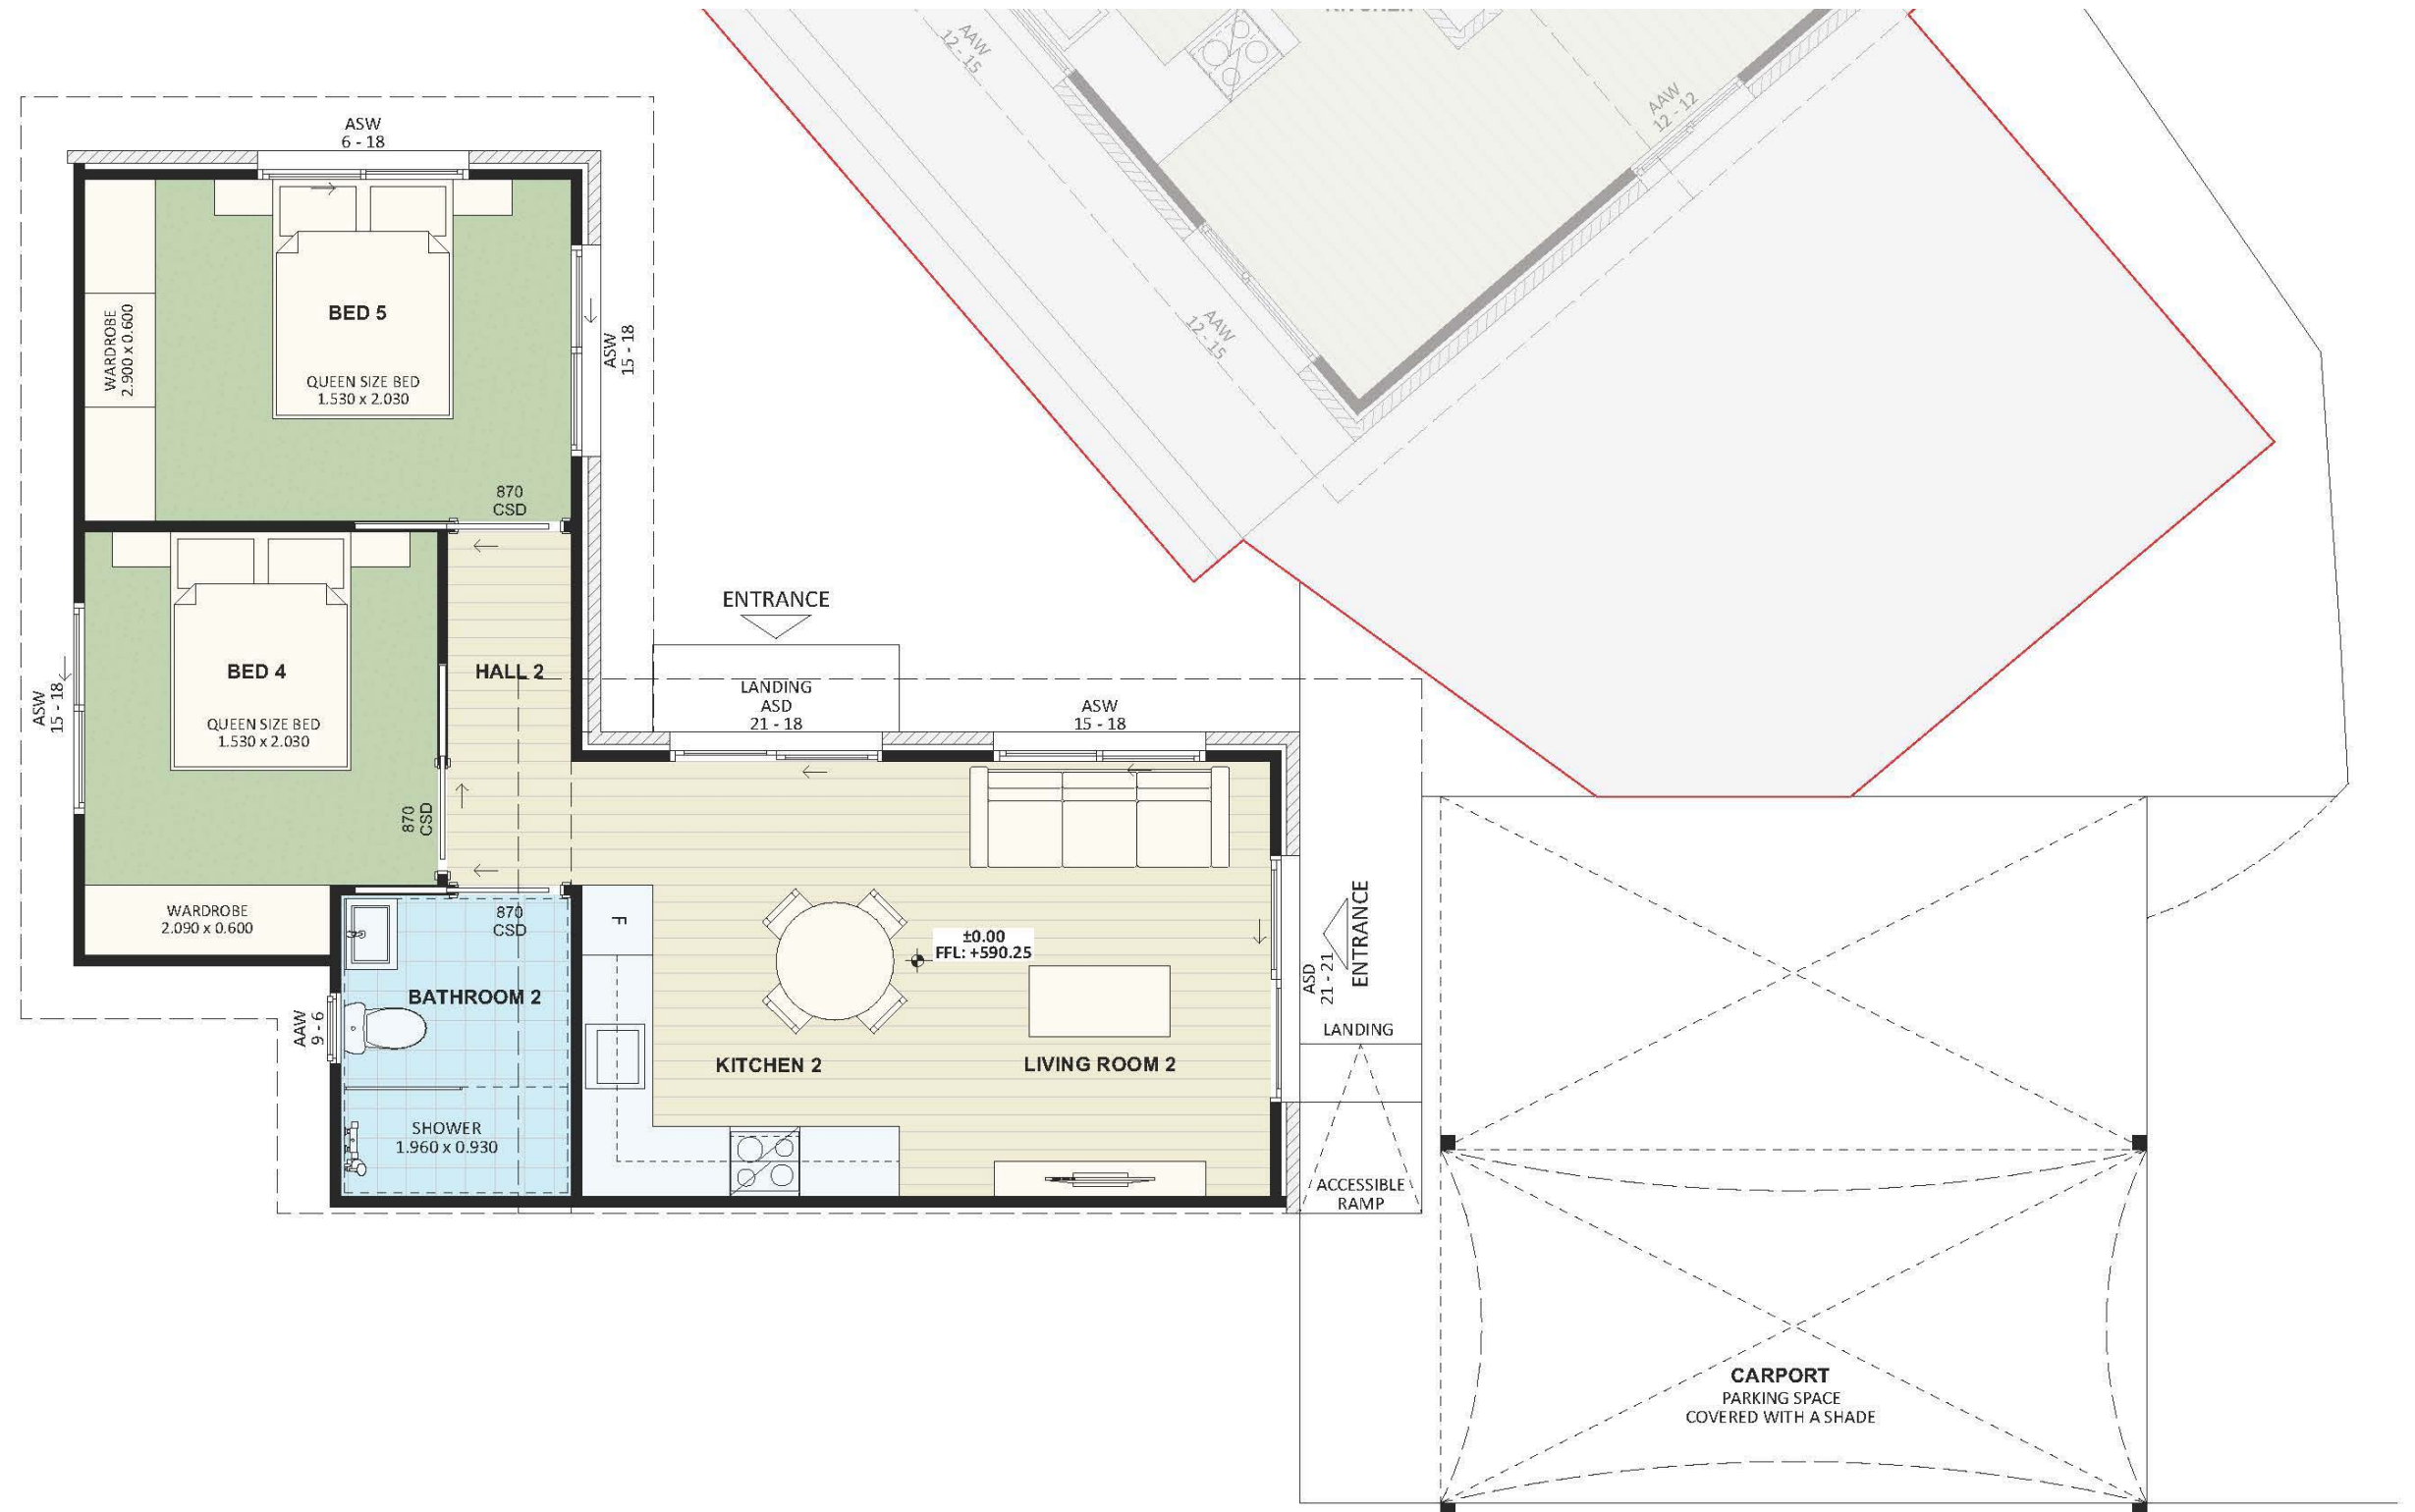 AAW
12 - 15
AAW
12 - 12
ASW
6 - 18
BED 5
WARDROBE
2.900 x 0.600
ASW
15 - 18
AAW
12 - 15
QUEEN SIZE BED
1.530 x 2.030
870
CSD
ENTRANCE
BED 4
HALL 2
ASW
15 - 18
LANDING
ASD
21 - 18
ASW
15 - 18
QUEEN SIZE BED
1.530 x 2.030
870
CSD
WARDROBE
2.090 x 0.600
870
CSD
F
±0.00
FFL: +590.25
ENTRANCE
ASD
21 - 21
BATHROOM 2
AAW
9 - 6
LANDING
KITCHEN 2
LIVING ROOM 2
SHOWER
1.960 x 0.930
ACCESSIBLE
RAMP
CARPORT
PARKING SPACE
COVERED WITH A SHADE